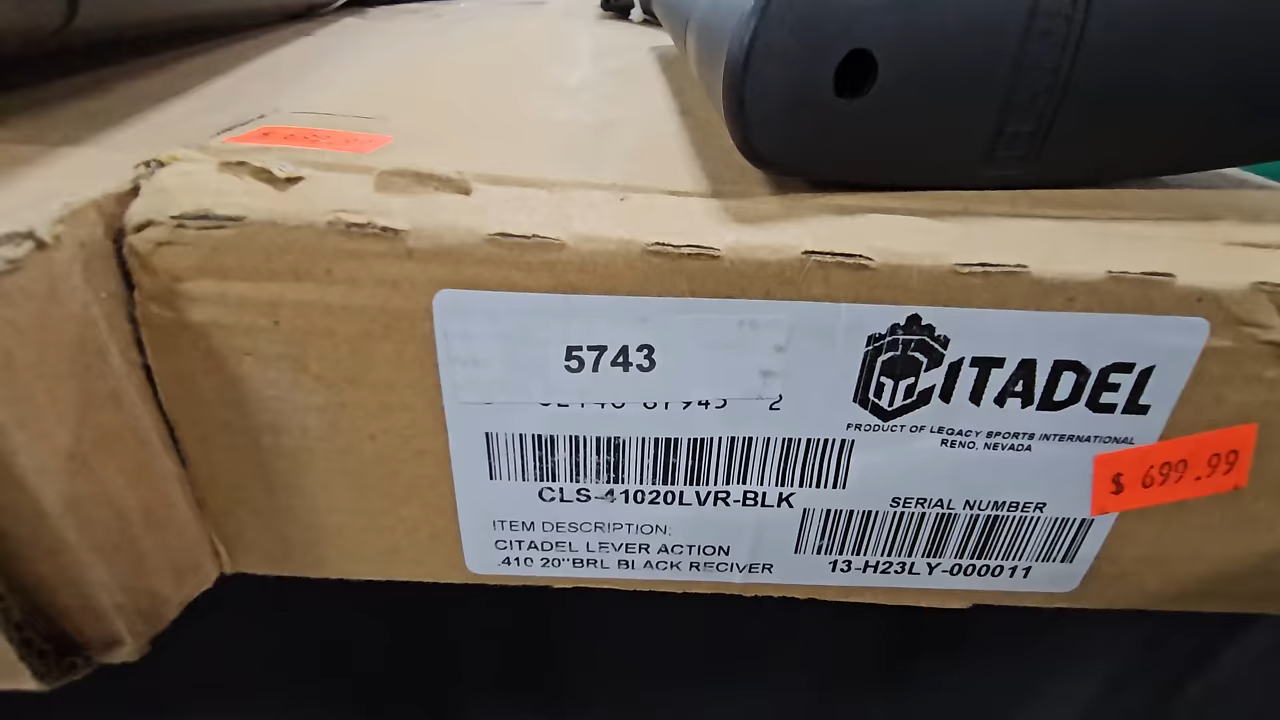 5743
2
CITADEL
PRODUCT OF LEGACY SPORTS INTERNATIONAL
RENO, NEVADA
$ 699.99
CLS-41020LVR-BLK
SERIAL NUMBER
ITEM DESCRIPTION:
CITADEL LEVER ACTION
.410 20"BRL BLACK RECIVER
13-H23LY-000011